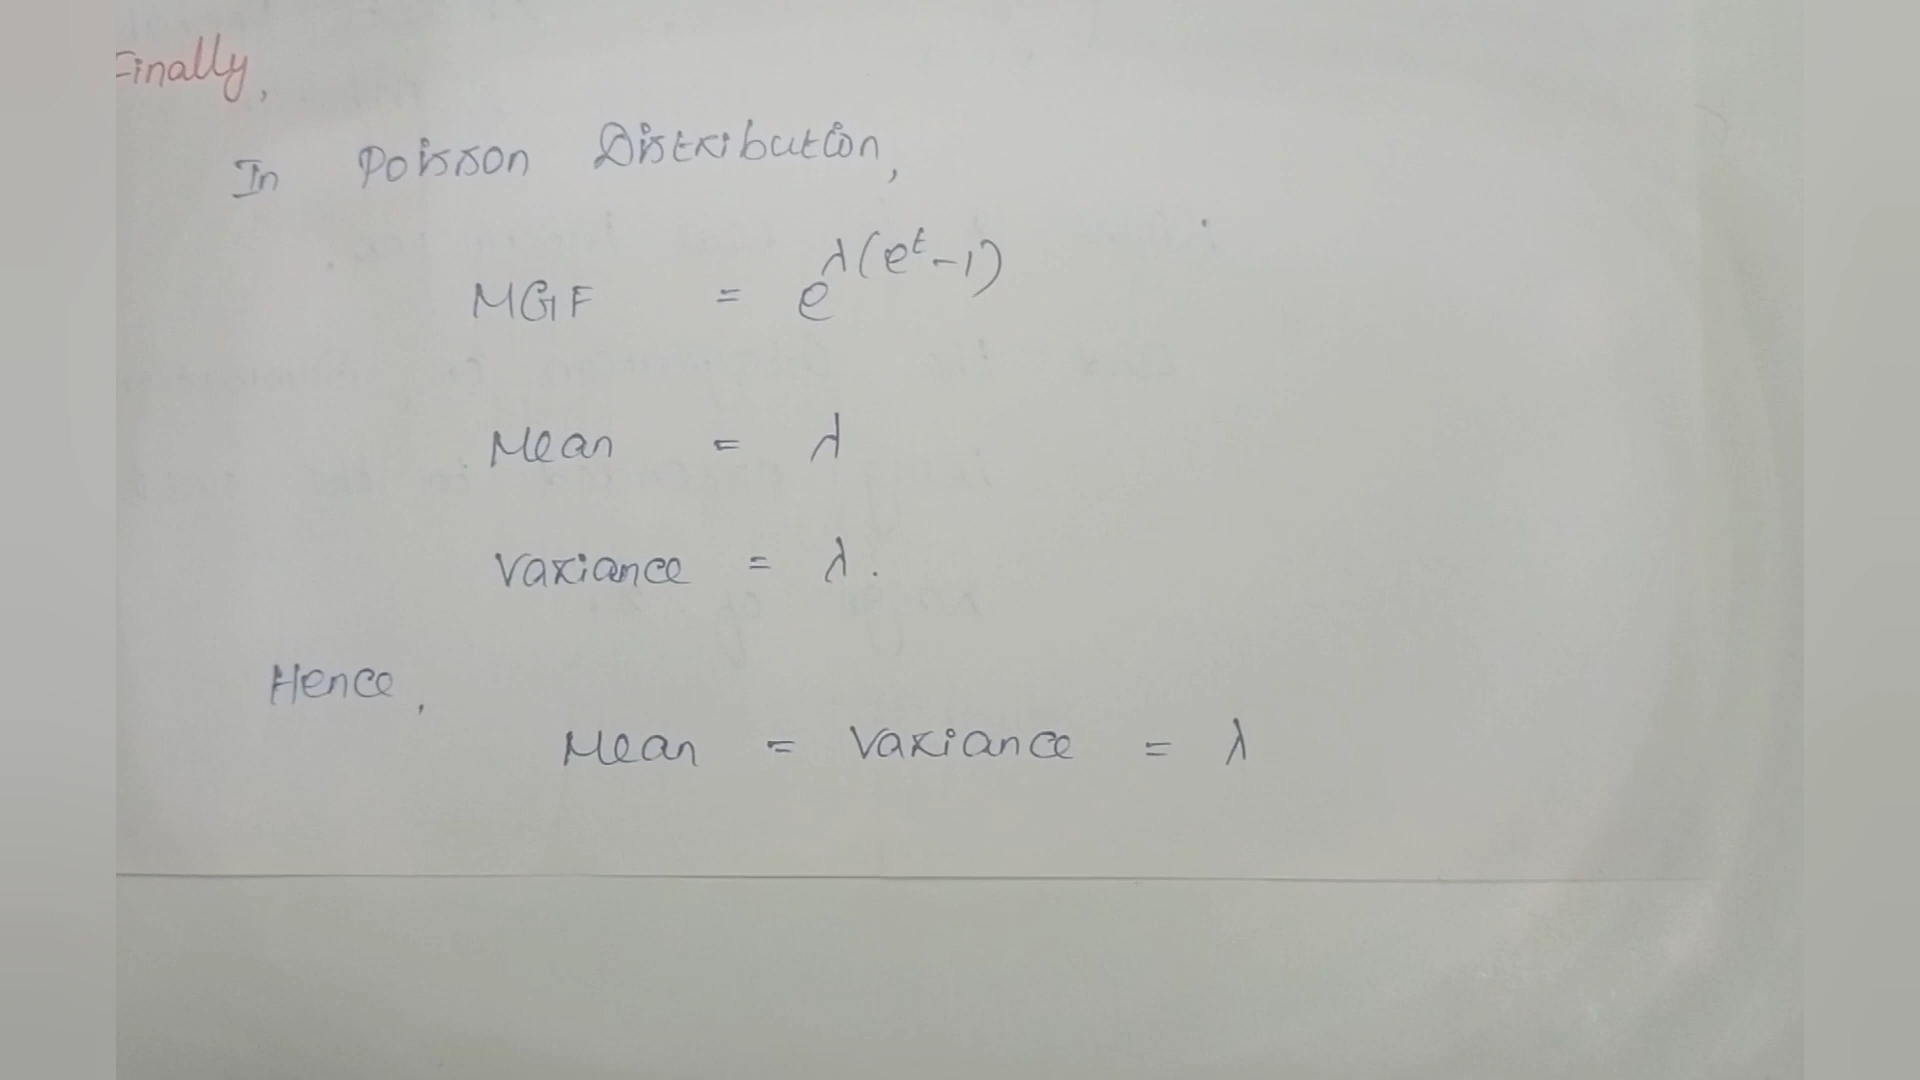 Finally,
In Poisson Distribution,
MGF = e^λ(e^t-1)
Mean = λ
Variance = λ.
Hence,
Mean = Variance = λ